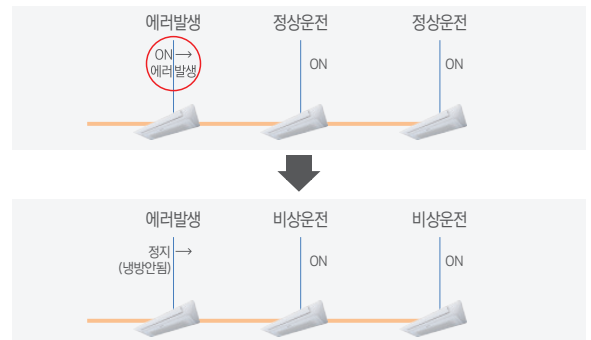 에러발생 정상운전 정상운전
ON → ON ON
에러 발생
에러발생 비상운전 비상운전
정지 → ON ON
(냉방안됨)